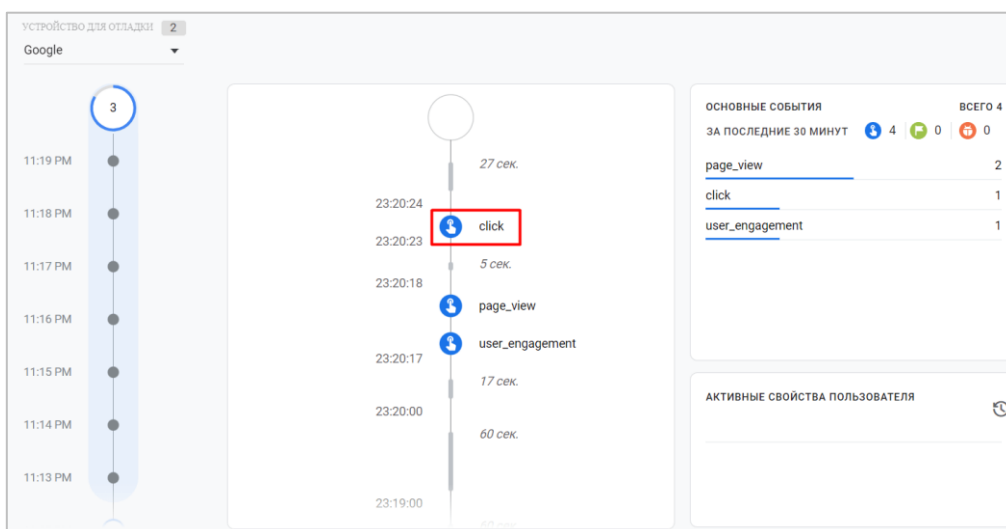 УСТРОЙСТВО ДЛЯ ОТЛАДКИ 2
Google
3
11:19 PM
11:18 PM
11:17 PM
11:16 PM
11:15 PM
11:14 PM
11:13 PM
27 сек.
23:20:24
click
23:20:23
5 сек.
23:20:18
page_view
user_engagement
23:20:17
17 сек.
23:20:00
60 сек.
23:19:00
ОСНОВНЫЕ СОБЫТИЯ ВСЕГО 4
ЗА ПОСЛЕДНИЕ 30 МИНУТ 4 0 0
page_view 2
click 1
user_engagement 1
АКТИВНЫЕ СВОЙСТВА ПОЛЬЗОВАТЕЛЯ